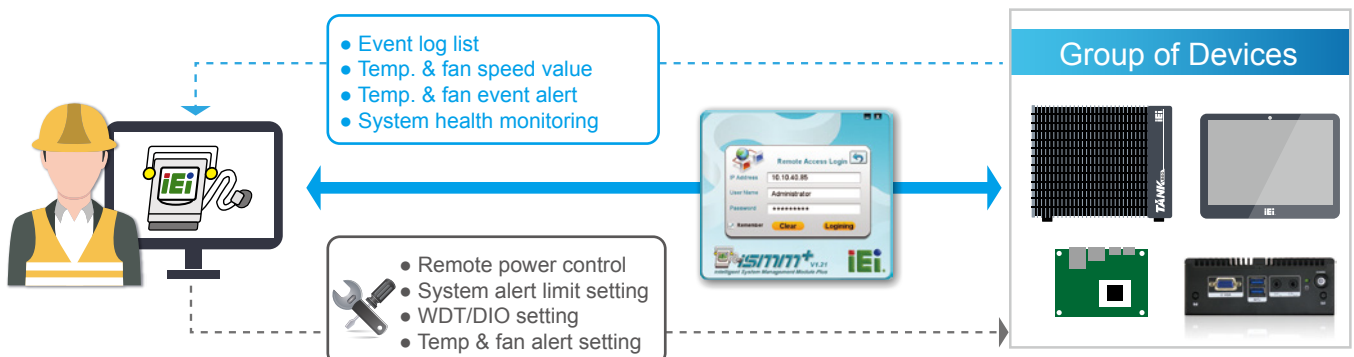 ● Event log list
● Temp. & fan speed value
● Temp. & fan event alert
● System health monitoring
Group of Devices
iEi
Remote Access Login
IP Address 10.10.40.85
User Name Administrator
Password *********
Remember Clear Logining
iSMM+ V1.21
Intelligent System Management Module Plus
iEi
iEi
TANK
iEi
● Remote power control
● System alert limit setting
● WDT/DIO setting
● Temp & fan alert setting